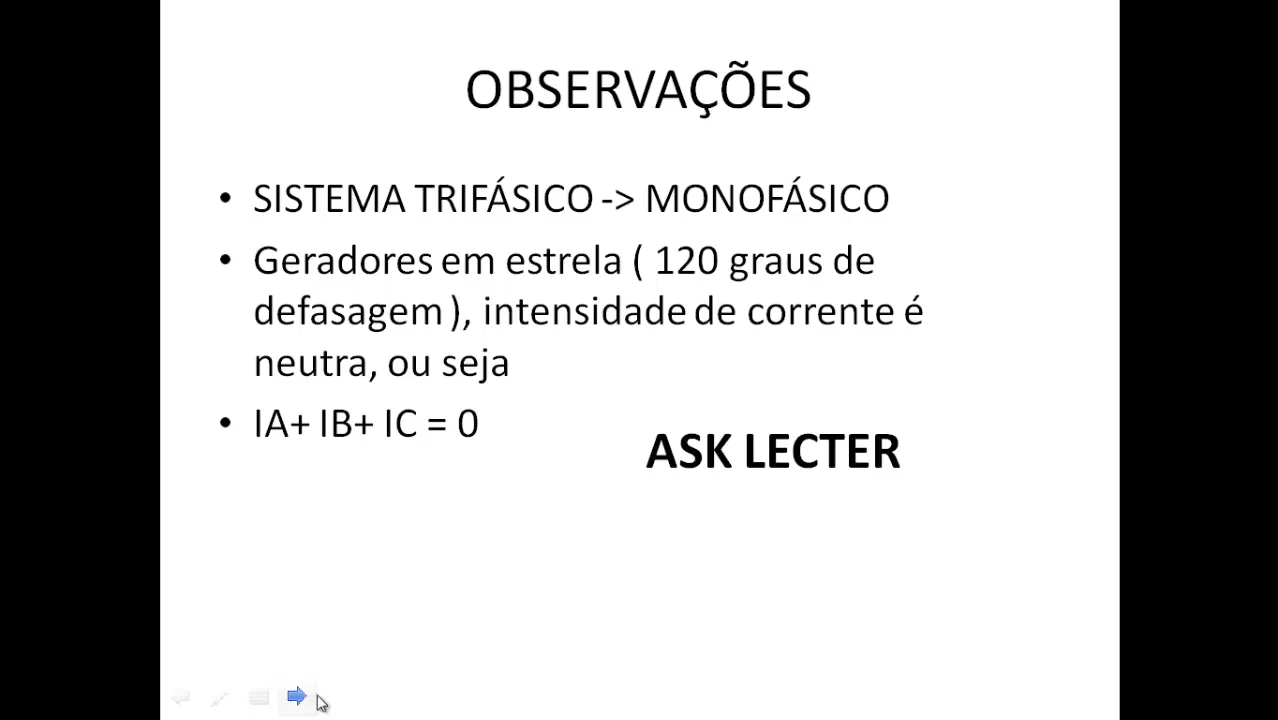 OBSERVAÇÕES
• SISTEMA TRIFÁSICO -> MONOFÁSICO
• Geradores em estrela ( 120 graus de
defasagem ), intensidade de corrente é
neutra, ou seja
• IA+ IB+ IC = 0
ASK LECTER